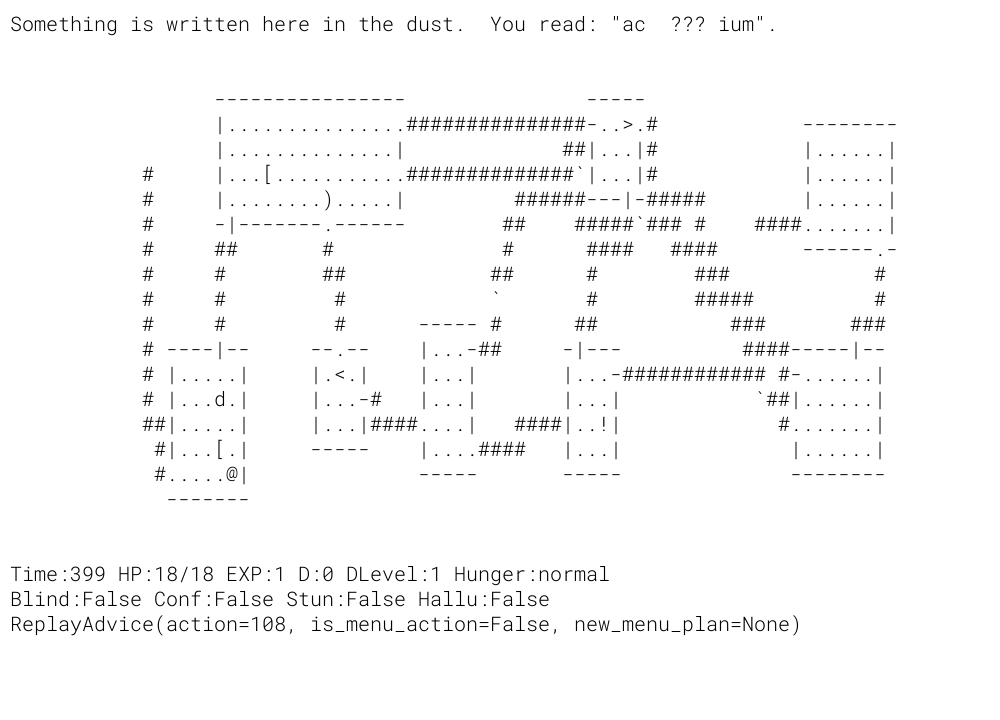 Something is written here in the dust.  You read: "ac  ??? ium".
                 ----------------               -----
                 |...............###############-..>.#            --------
                 |..............|             ##|...|#            |......|
           #     |...[...........##############`|...|#            |......|
           #     |........).....|         ######---|-#####        |......|
           #     -|-------.------        ##    #####`### #    ####.......|
           #     ##       #              #      ####   ####       ------.-
           #     #        ##            ##      #        ###            #
           #     #         #            `       #        #####          #
           #     #         #      ----- #      ##           ###       ###
           # ----|--     --.--    |...-##     -|---          ####-----|--
           # |.....|     |.<.|    |...|       |...-############ #-......|
           # |...d.|     |...-#   |...|       |...|           `##|......|
           ##|.....|     |...|####....|   ####|..!|             #.......|
            #|...[.|     -----    |....####   |...|              |......|
            #.....@|              -----       -----              --------
             -------
Time:399 HP:18/18 EXP:1 D:0 DLevel:1 Hunger:normal
Blind:False Conf:False Stun:False Hallu:False
ReplayAdvice(action=108, is_menu_action=False, new_menu_plan=None)